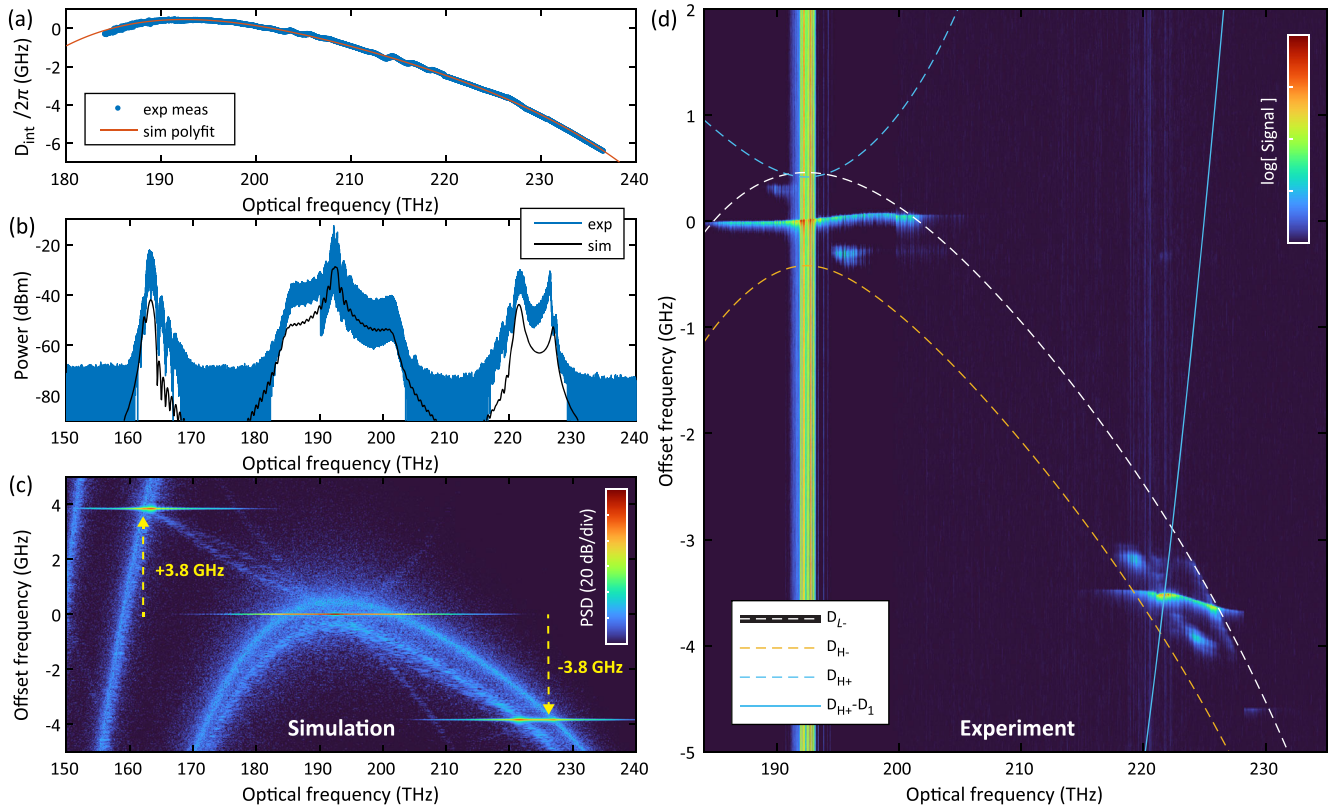 (a)
D_int /2π (GHz)
0
-2
-4
-6
exp meas
sim polyfit
180 190 200 210 220 230 240
Optical frequency (THz)
(b)
Power (dBm)
-20
-40
-60
-80
exp
sim
150 160 170 180 190 200 210 220 230 240
Optical frequency (THz)
(c)
Offset frequency (GHz)
4
2
0
-2
-4
+3.8 GHz
-3.8 GHz
PSD (20 dB/div)
Simulation
150 160 170 180 190 200 210 220 230 240
Optical frequency (THz)
(d)
Offset frequency (GHz)
2
1
0
-1
-2
-3
-4
-5
log[ Signal ]
D_L-
D_H-
D_H+
D_H+-D_1
Experiment
190 200 210 220 230
Optical frequency (THz)